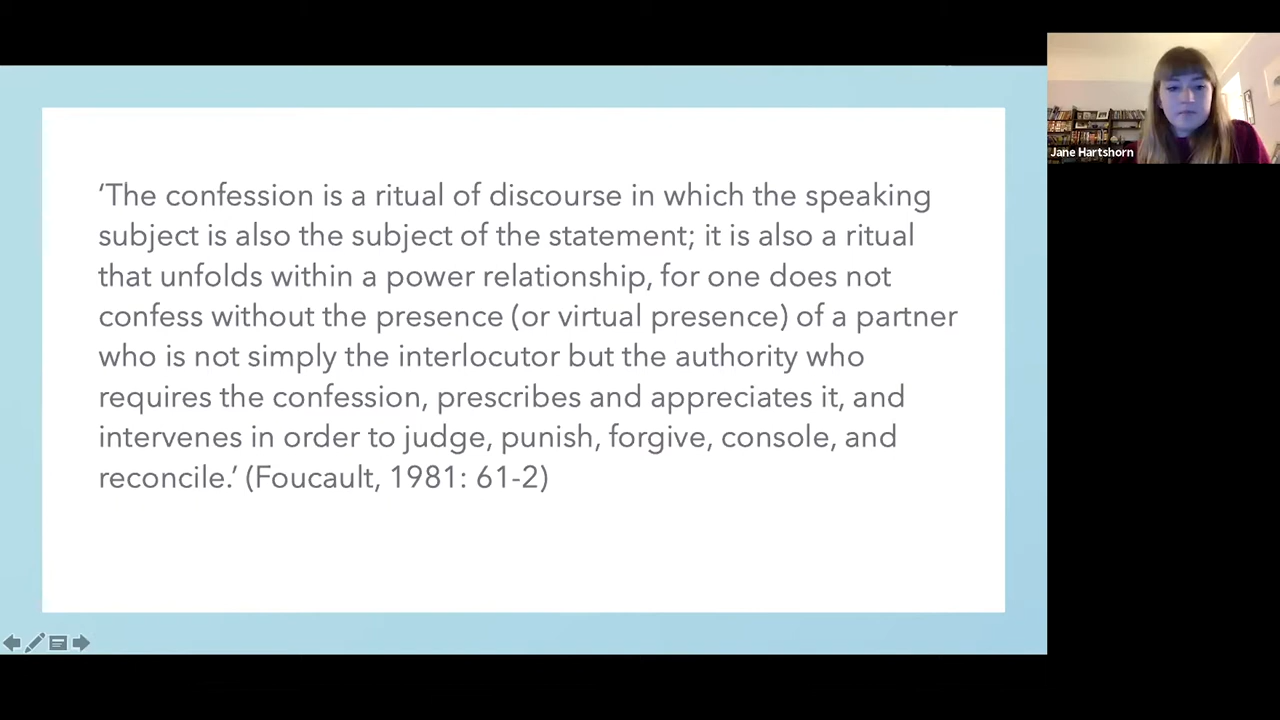 ‘The confession is a ritual of discourse in which the speaking
subject is also the subject of the statement; it is also a ritual
that unfolds within a power relationship, for one does not
confess without the presence (or virtual presence) of a partner
who is not simply the interlocutor but the authority who
requires the confession, prescribes and appreciates it, and
intervenes in order to judge, punish, forgive, console, and
reconcile.’ (Foucault, 1981: 61-2)
Jane Hartshorn